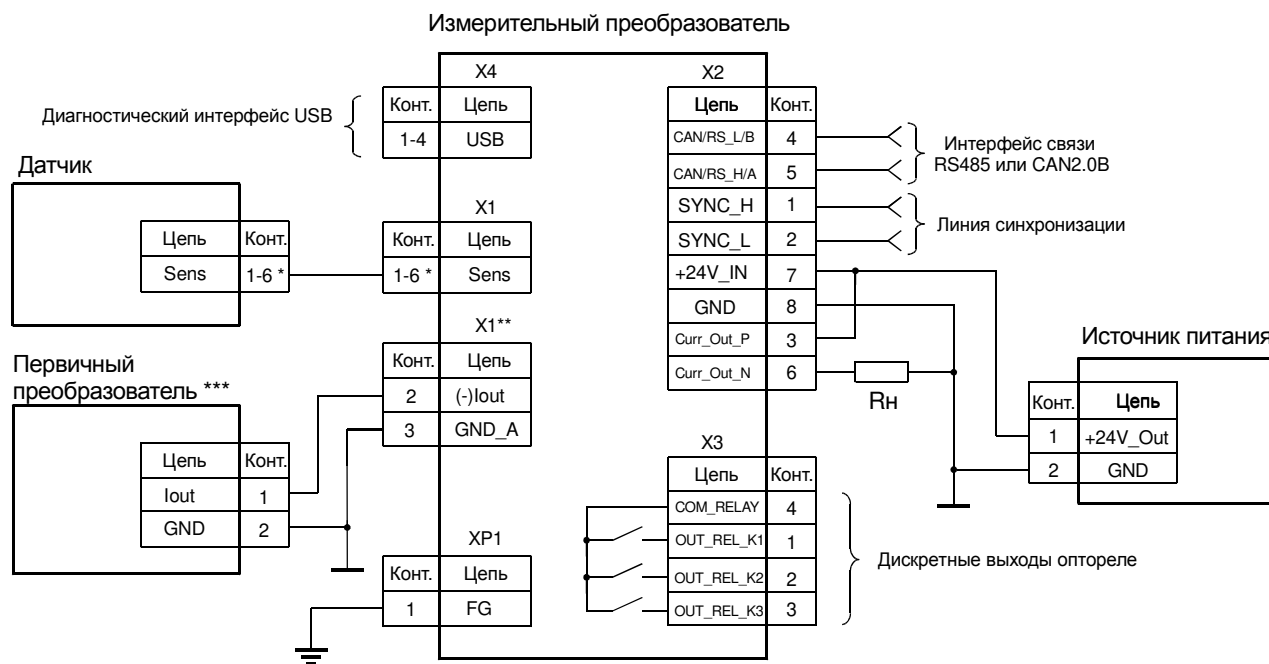 Измерительный преобразователь
X4
Конт. Цепь
1-4 USB
Диагностический интерфейс USB
Датчик
Цепь Конт.
Sens 1-6 *
X1
Конт. Цепь
1-6 * Sens
X1**
Конт. Цепь
2 (-)Iout
3 GND_A
Первичный
преобразователь ***
Цепь Конт.
Iout 1
GND 2
XP1
Конт. Цепь
1 FG
X2
Цепь Конт.
CAN/RS_L/B 4
CAN/RS_H/A 5
SYNC_H 1
SYNC_L 2
+24V_IN 7
GND 8
Curr_Out_P 3
Curr_Out_N 6
Интерфейс связи
RS485 или CAN2.0B
Линия синхронизации
Rн
Источник питания
Конт. Цепь
1 +24V_Out
2 GND
X3
Цепь Конт.
COM_RELAY 4
OUT_REL_K1 1
OUT_REL_K2 2
OUT_REL_K3 3
Дискретные выходы оптореле